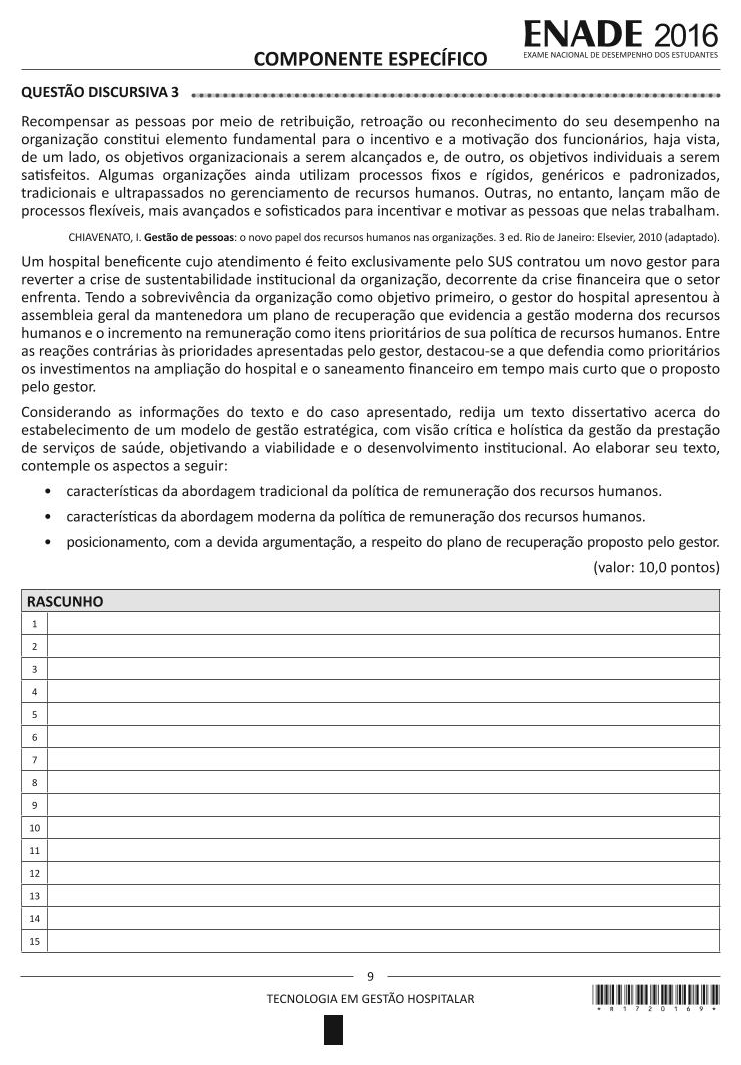 ENADE 2016
EXAME NACIONAL DE DESEMPENHO DOS ESTUDANTES
COMPONENTE ESPECÍFICO
QUESTÃO DISCURSIVA 3
Recompensar as pessoas por meio de retribuição, retroação ou reconhecimento do seu desempenho na
organização constitui elemento fundamental para o incentivo e a motivação dos funcionários, haja vista,
de um lado, os objetivos organizacionais a serem alcançados e, de outro, os objetivos individuais a serem
satisfeitos. Algumas organizações ainda utilizam processos fixos e rígidos, genéricos e padronizados,
tradicionais e ultrapassados no gerenciamento de recursos humanos. Outras, no entanto, lançam mão de
processos flexíveis, mais avançados e sofisticados para incentivar e motivar as pessoas que nelas trabalham.
CHIAVENATO, I. Gestão de pessoas: o novo papel dos recursos humanos nas organizações. 3 ed. Rio de Janeiro: Elsevier, 2010 (adaptado).
Um hospital beneficente cujo atendimento é feito exclusivamente pelo SUS contratou um novo gestor para
reverter a crise de sustentabilidade institucional da organização, decorrente da crise financeira que o setor
enfrenta. Tendo a sobrevivência da organização como objetivo primeiro, o gestor do hospital apresentou à
assembleia geral da mantenedora um plano de recuperação que evidencia a gestão moderna dos recursos
humanos e o incremento na remuneração como itens prioritários de sua política de recursos humanos. Entre
as reações contrárias às prioridades apresentadas pelo gestor, destacou-se a que defendia como prioritários
os investimentos na ampliação do hospital e o saneamento financeiro em tempo mais curto que o proposto
pelo gestor.
Considerando as informações do texto e do caso apresentado, redija um texto dissertativo acerca do
estabelecimento de um modelo de gestão estratégica, com visão crítica e holística da gestão da prestação
de serviços de saúde, objetivando a viabilidade e o desenvolvimento institucional. Ao elaborar seu texto,
contemple os aspectos a seguir:
• características da abordagem tradicional da política de remuneração dos recursos humanos.
• características da abordagem moderna da política de remuneração dos recursos humanos.
• posicionamento, com a devida argumentação, a respeito do plano de recuperação proposto pelo gestor.
(valor: 10,0 pontos)
RASCUNHO
1
2
3
4
5
6
7
8
9
10
11
12
13
14
15
9
TECNOLOGIA EM GESTÃO HOSPITALAR
*R1720169*